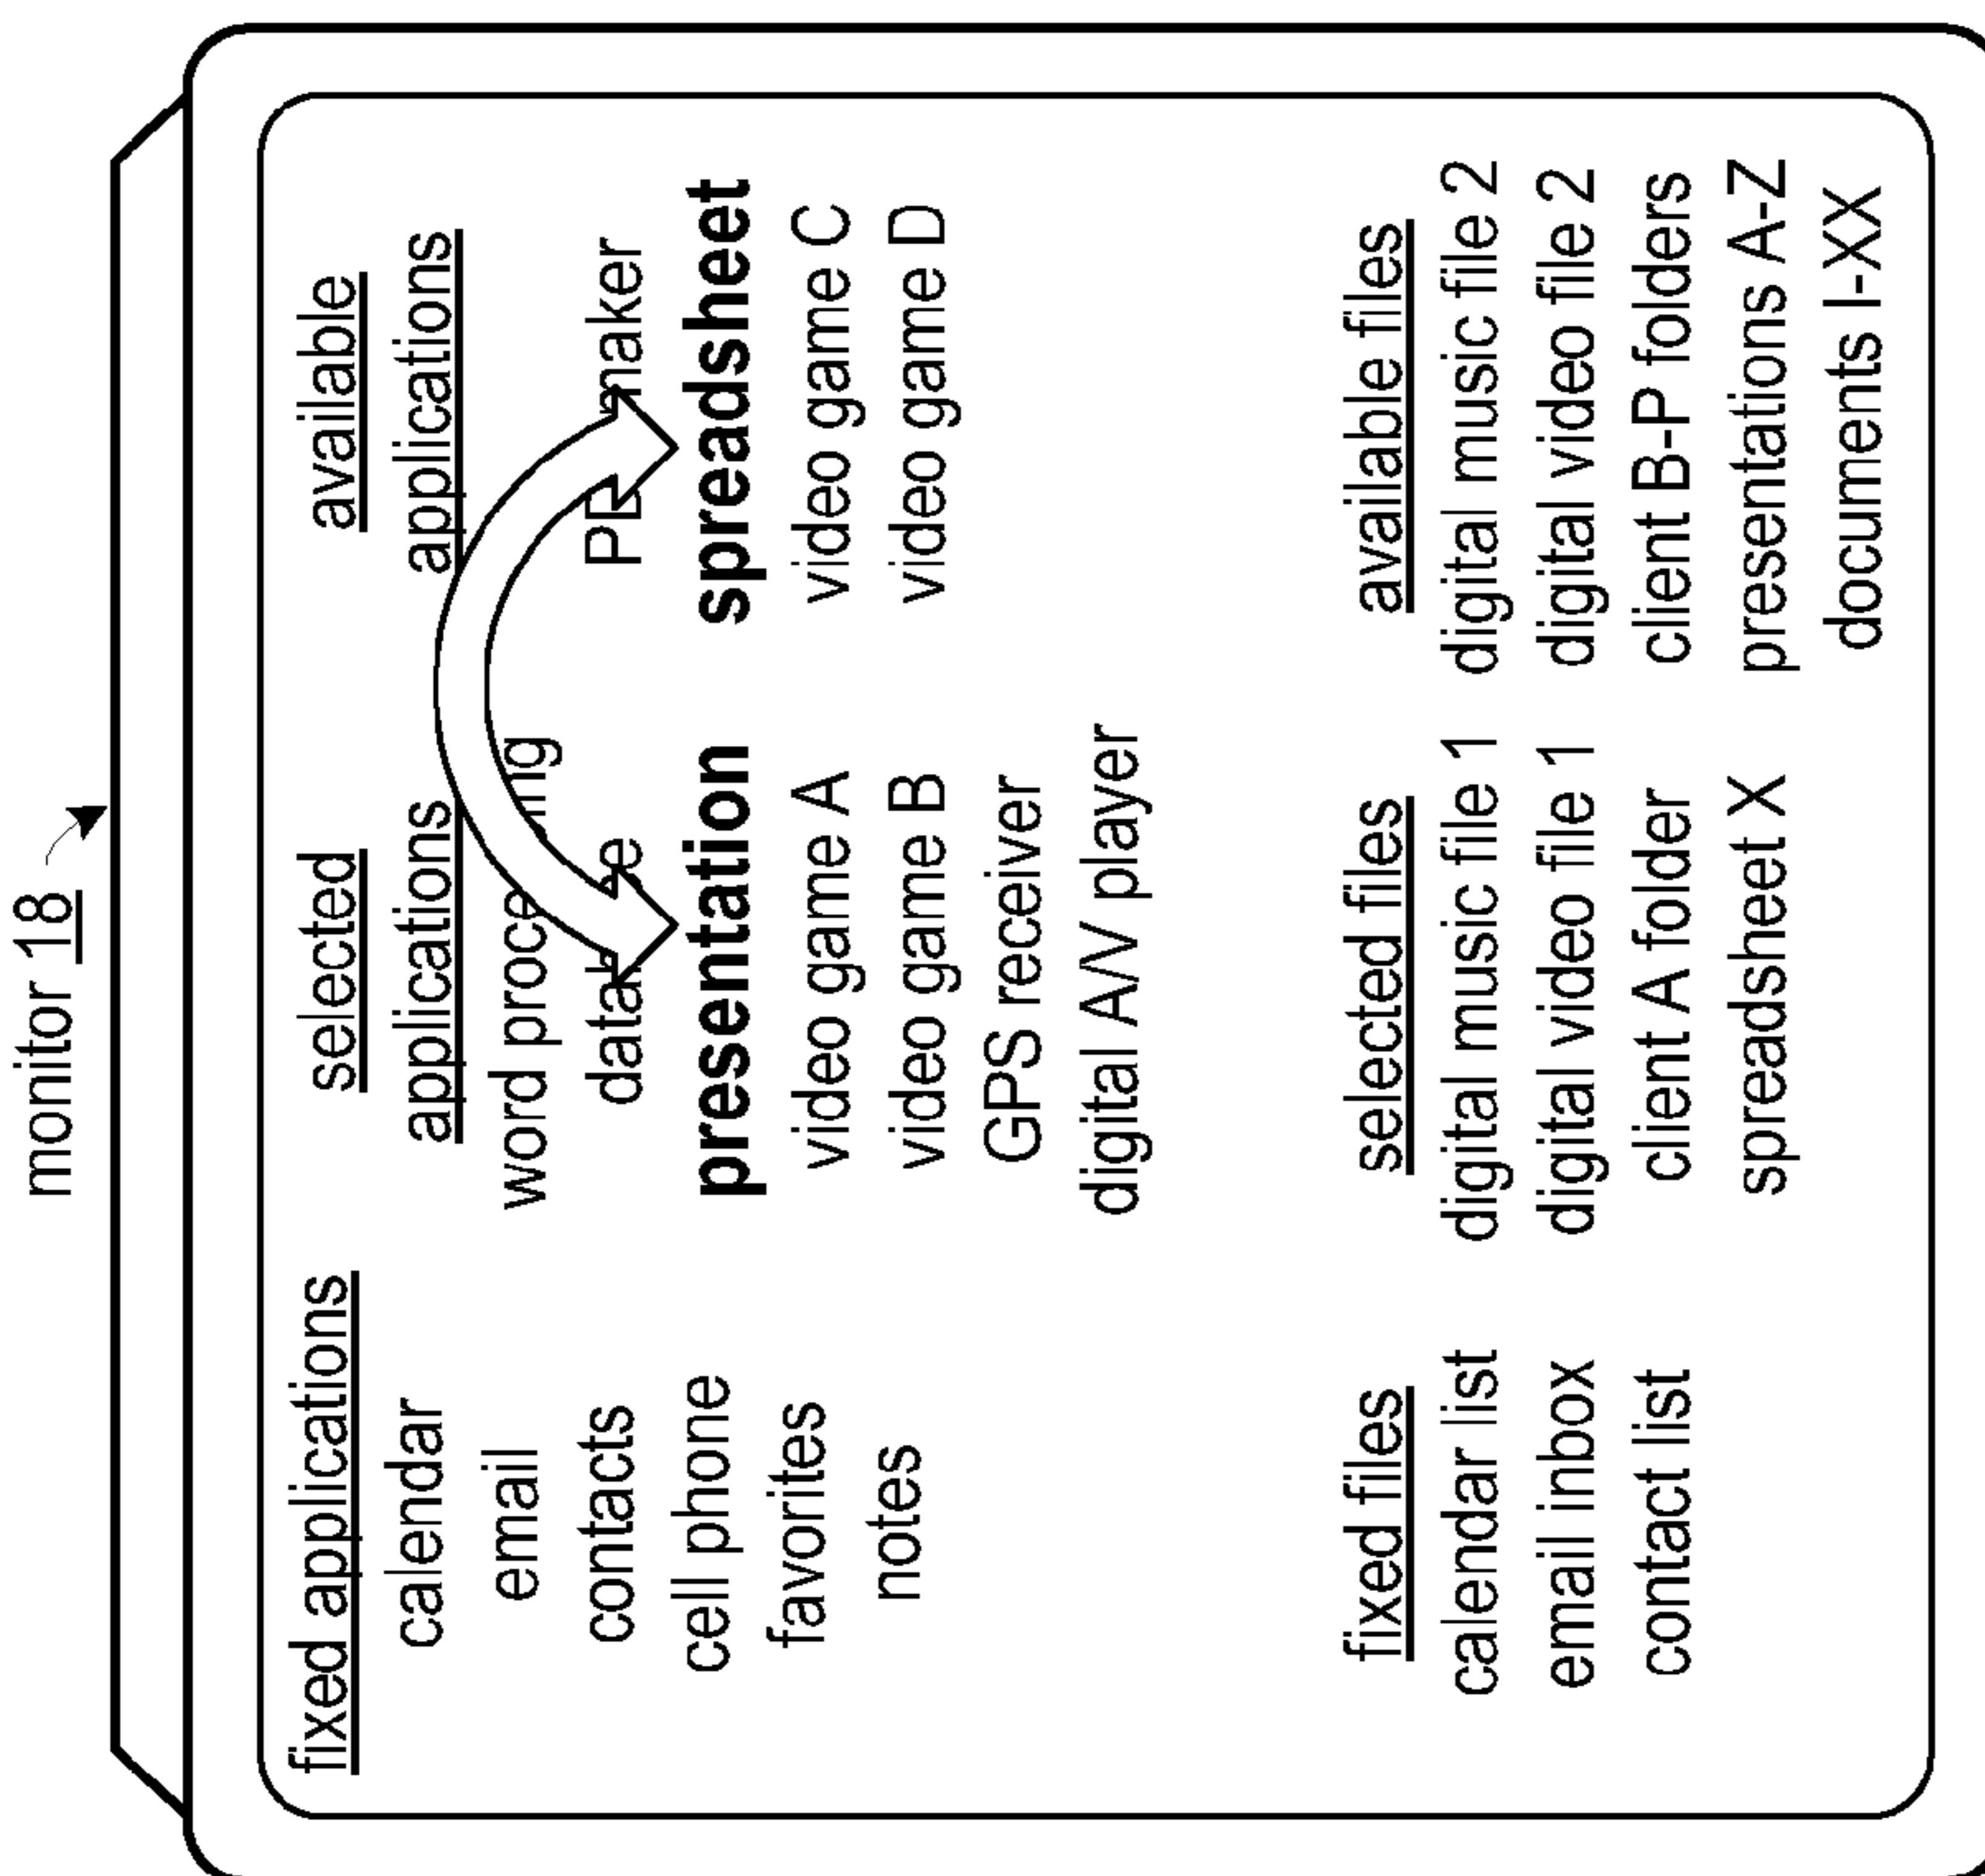 monitor 18
fixed applications
calendar
email
contacts
cell phone
favorites
notes
selected
applications
word
presentation
video game A
video game B
GPS receiver
digital A/V player
available
applications
maker
spreadsheet
video game C
video game D
fixed files
calendar list
email inbox
contact list
selected files
digital music file 1
digital video file 1
client A folder
spreadsheet X
available files
digital music file 2
digital video file 2
client B-P folders
presentations A-Z
documents I-XX